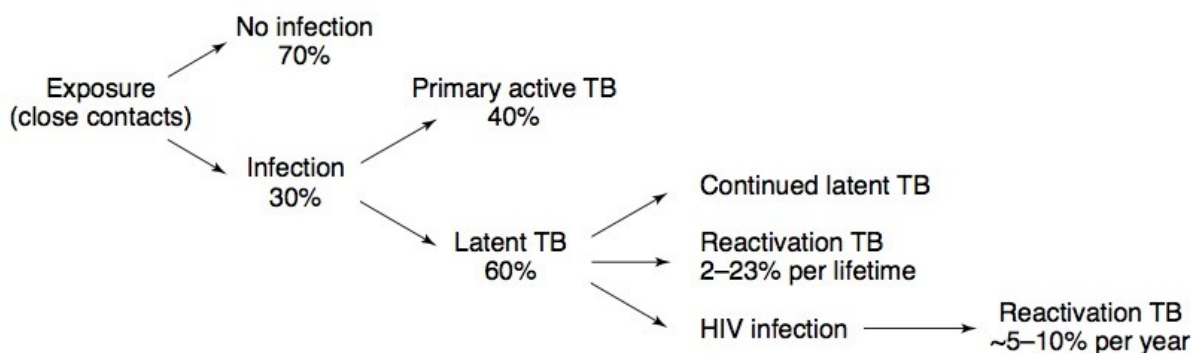 No infection
70%
Exposure
(close contacts)
Primary active TB
40%
Infection
30%
Continued latent TB
Latent TB
60%
Reactivation TB
2–23% per lifetime
HIV infection
Reactivation TB
~5–10% per year